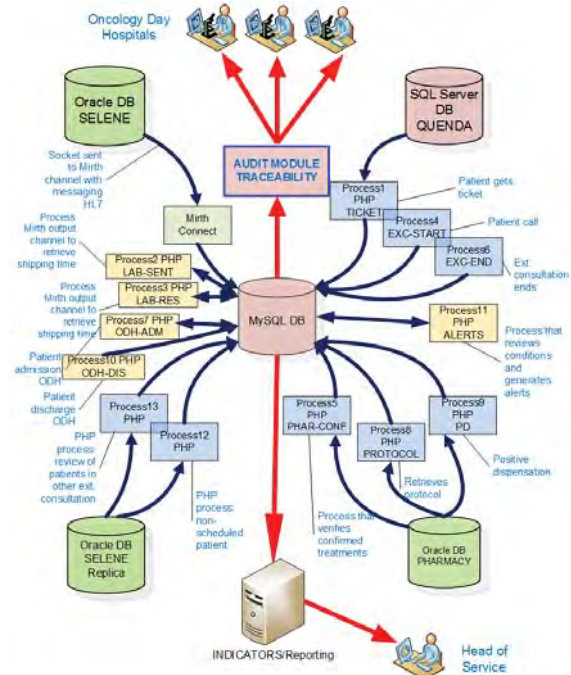 Oncology Day
Hospitals
Oracle DB
SELENE
SQL Server
DB
QUENDA
Socket sent
to Mirth
channel with
messaging
HL7
AUDIT MODULE
TRACEABILITY
Process1
PHP
TICKET
Patient gets
ticket
Process4
EXC-START
Patient call
Process6
EXC-END
Ext
consultation
ends
Mirth
Connect
Process
Mirth output
channel to
retrieve
shipping time
Process2 PHP
LAB-SENT
Process
Mirth output
channel to
retrieve
shipping time
Process3 PHP
LAB-RES
MySQL DB
Process7 PHP
ODH-ADM
Process11
PHP
ALERTS
Process that
reviews
conditions and
generates
alerts
Patient
admission
ODH
Process10 PHP
ODH-DIS
Patient
discharge
ODH
Process13
PHP
Process12
PHP
PHP
process:
review of
patients in
other ext.
consultation
PHP
process:
non-
scheduled
patient
Process5
PHP
PHAR-CONF
Process8
PHP
PROTOCOL
Process9
PHP
PD
Positive
dispensation
Retrieves
protocol
Process that
verifies
confirmed
treatments
Oracle DB
SELENE
Replica
Oracle DB
PHARMACY
INDICATORS/Reporting
Head of
Service